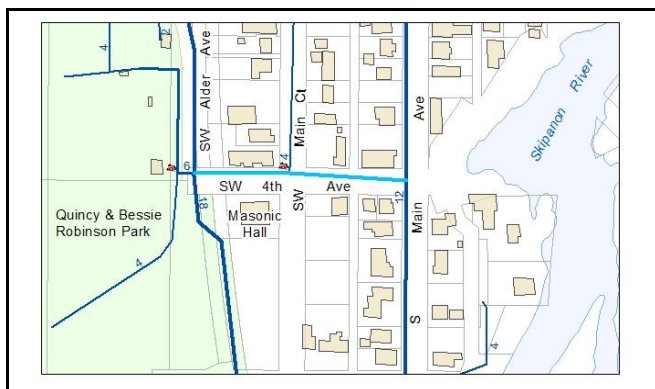 4
2
SW Alder Ave
Main Ct
Ave
Skipanon River
6
4
SW 4th Ave
SW
Main
S
12
18
Quincy & Bessie
Robinson Park
Masonic
Hall
4
4